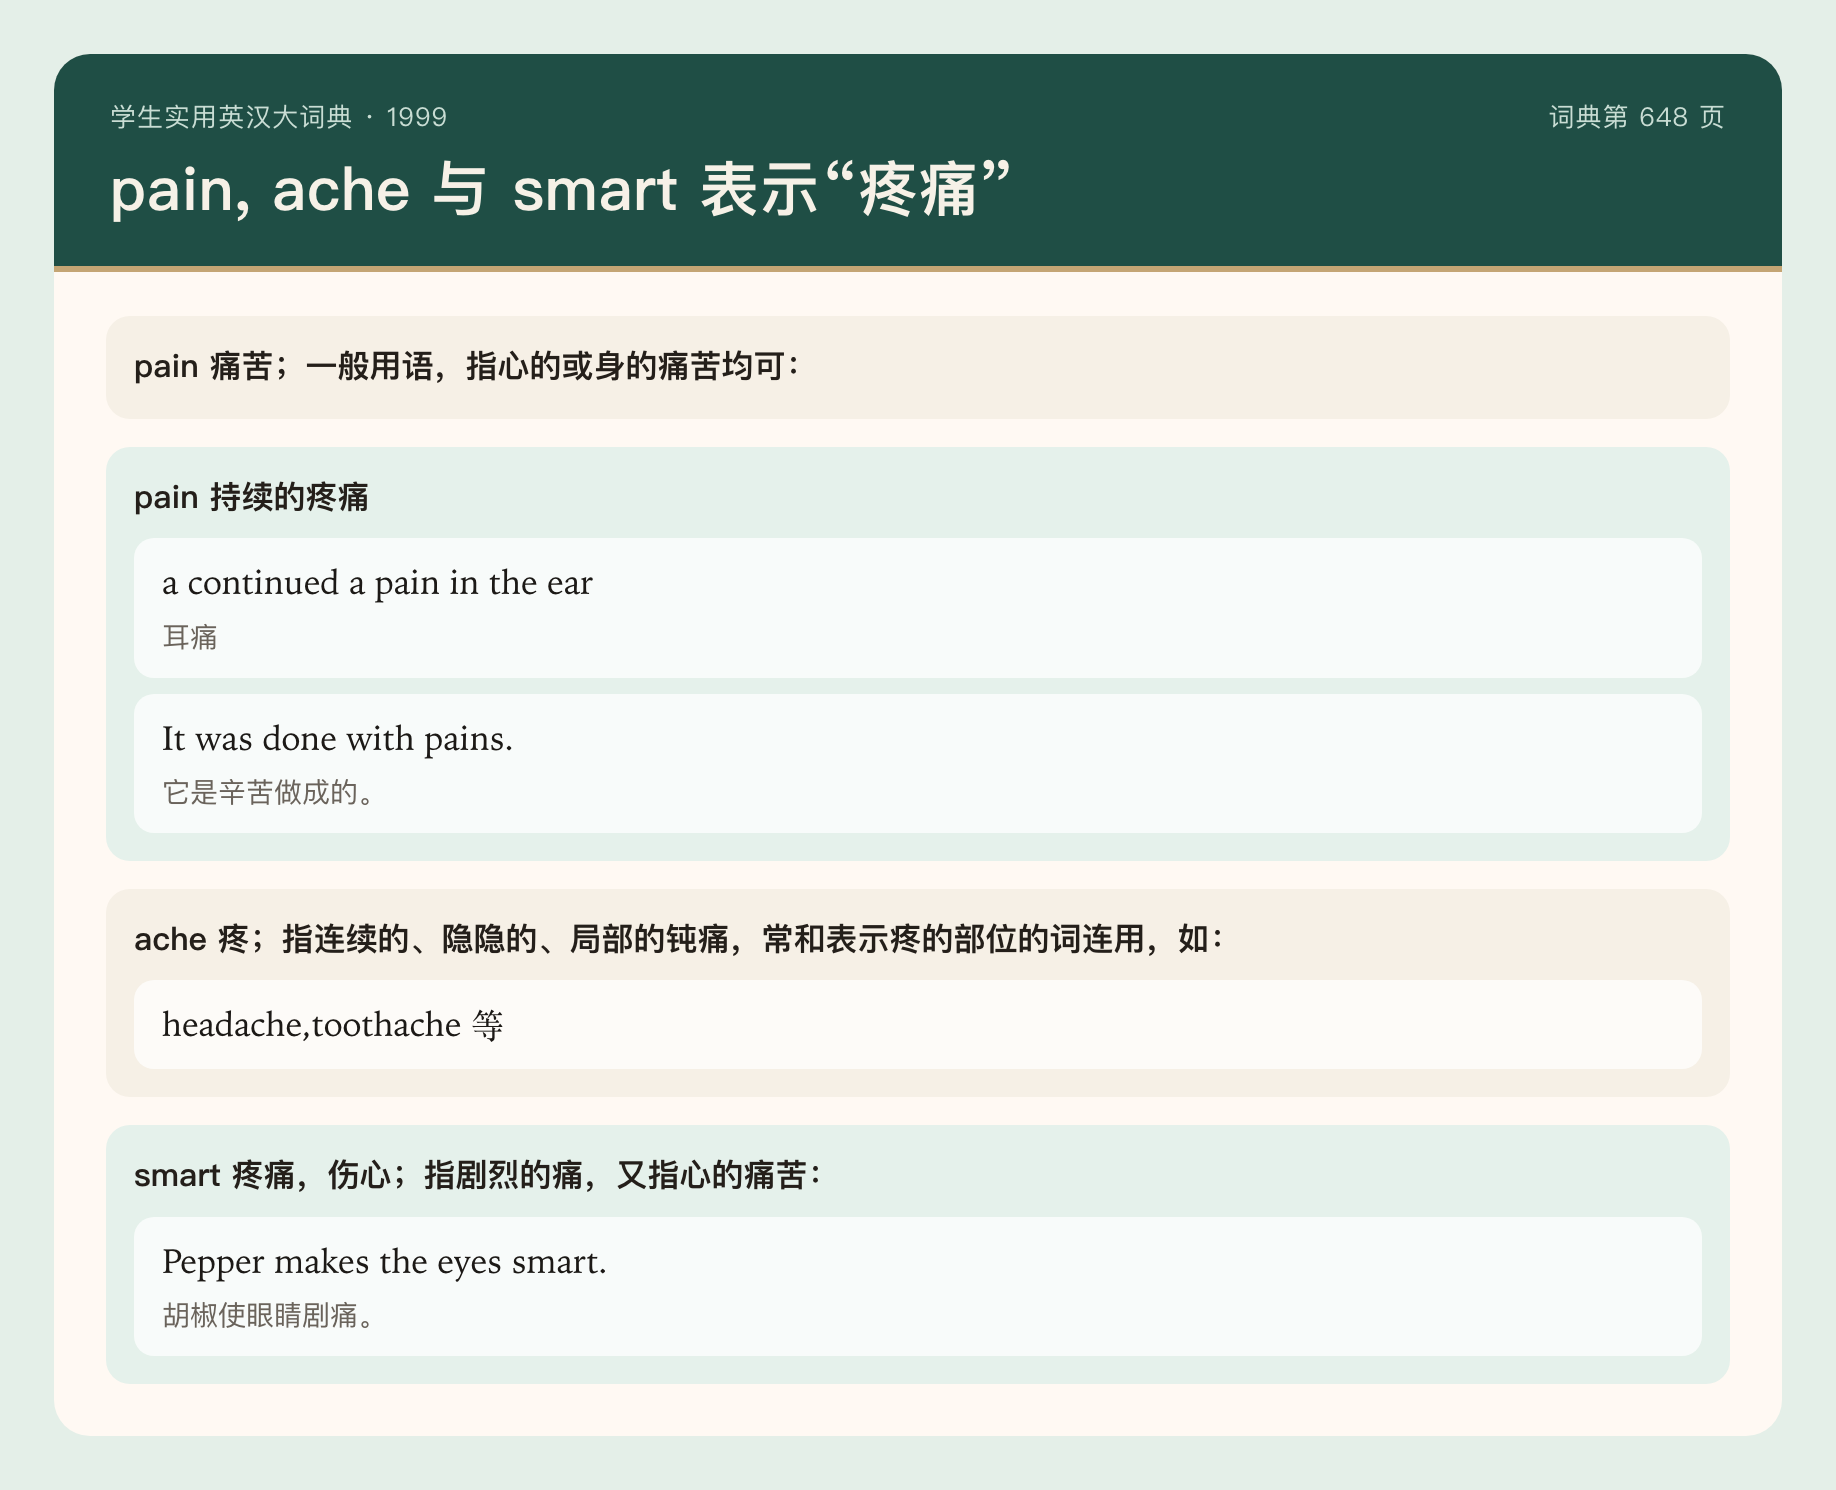 学生实用英汉大词典 · 1999
词典第 648 页
pain, ache 与 smart 表示“疼痛”
pain 痛苦；一般用语，指心的或身的痛苦均可：
pain 持续的疼痛
a continued a pain in the ear
耳痛
It was done with pains.
它是辛苦做成的。
ache 疼；指连续的、隐隐的、局部的钝痛，常和表示疼的部位的词连用，如：
headache,toothache 等
smart 疼痛，伤心；指剧烈的痛，又指心的痛苦：
Pepper makes the eyes smart.
胡椒使眼睛剧痛。